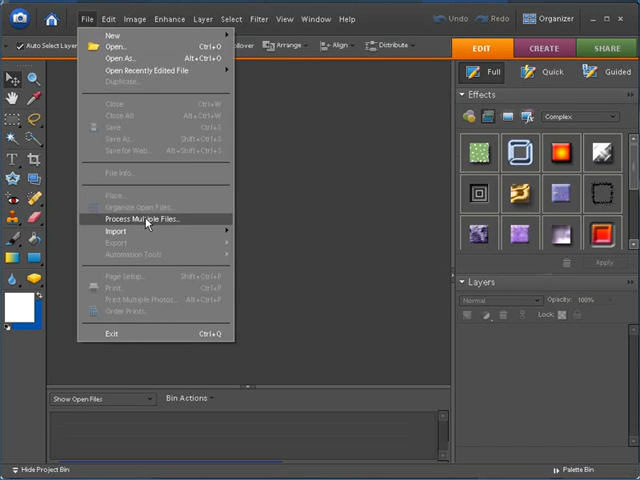 File Edit Image Enhance Layer Select Filter View Window Help Undo Redo Organizer
Auto Select Layer Rollover Arrange Align Distribute
EDIT CREATE SHARE
Full Quick Guided
New
Open... Ctrl+O
Open As... Alt+Ctrl+O
Open Recently Edited File
Duplicate...
Close Ctrl+W
Close All Alt+Ctrl+W
Save Ctrl+S
Save As... Shift+Ctrl+S
Save for Web... Alt+Shift+Ctrl+S
File Info...
Place...
Organize Open Files...
Process Multiple Files...
Import
Export
Automation Tools
Page Setup... Shift+Ctrl+P
Print... Ctrl+P
Print Multiple Photos... Alt+Ctrl+P
Order Prints...
Exit Ctrl+Q
Effects
Complex
Apply
Layers
Normal Opacity: 100%
Lock:
Show Open Files Bin Actions
Hide Project Bin Palette Bin